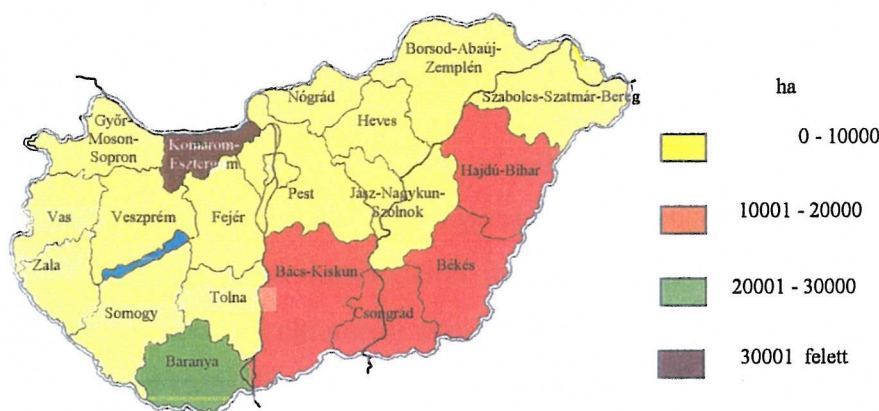 Borsod-Abaúj-
Zemplén
Szabolcs-Szatmár-Bereg
Nógrád
Heves
Győr-
Moson-
Sopron
Komárom-
Esztergom
Hajdú-Bihar
Pest
Jász-Nagykun-
Szolnok
Vas
Veszprém
Fejér
Zala
Bács-Kiskun
Békés
Somogy
Tolna
Csongrád
Baranya
ha
0 - 10000
10001 - 20000
20001 - 30000
30001 felett